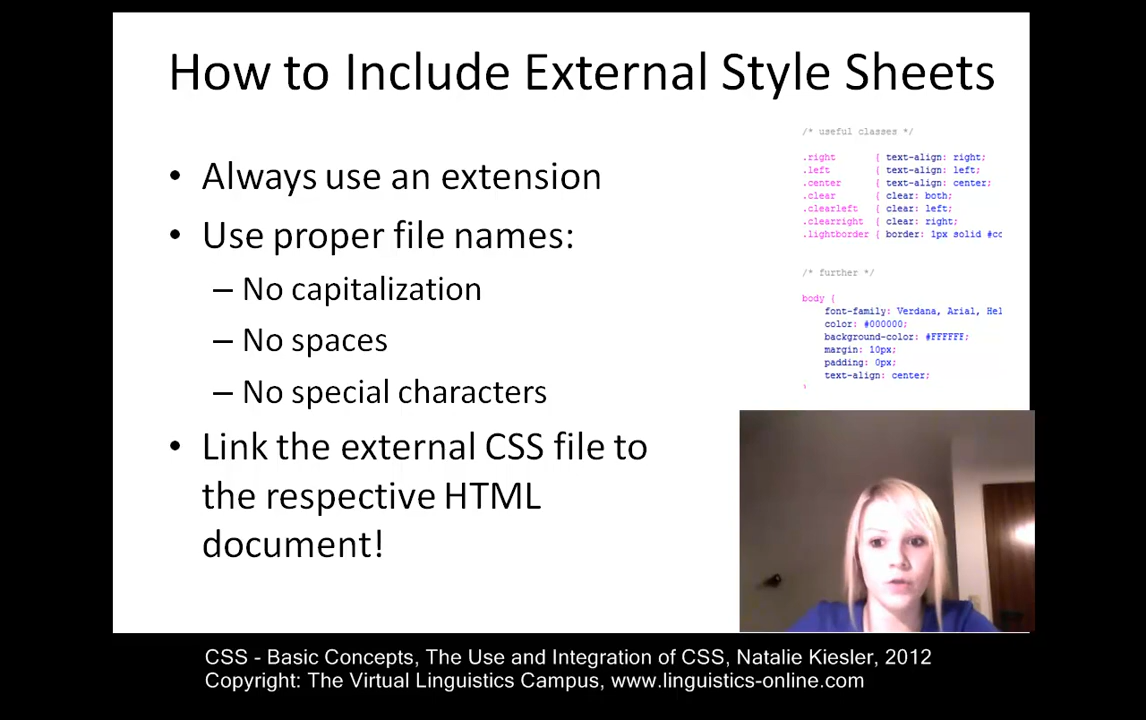 How to Include External Style Sheets
• Always use an extension
• Use proper file names:
– No capitalization
– No spaces
– No special characters
• Link the external CSS file to
the respective HTML
document!
/* useful classes */
.right { text-align: right;
.left { text-align: left;
.center { text-align: center;
.clear { clear: both;
.clearleft { clear: left;
.clearright { clear: right;
.lightborder { border: 1px solid #cc
/* further */
body {
font-family: Verdana, Arial, Hel
color: #000000;
background-color: #FFFFFF;
margin: 10px;
padding: 0px;
text-align: center;
CSS - Basic Concepts, The Use and Integration of CSS, Natalie Kiesler, 2012
Copyright: The Virtual Linguistics Campus, www.linguistics-online.com